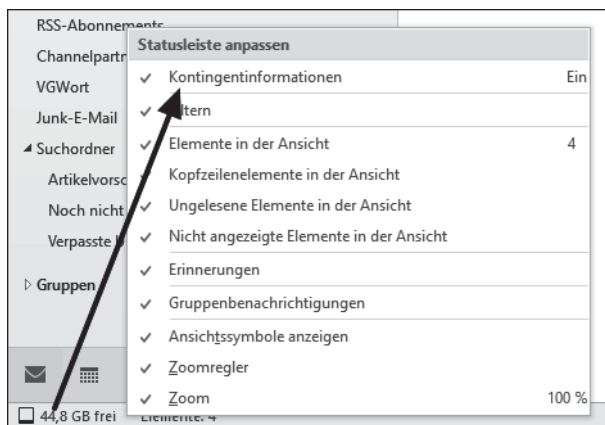 RSS-Abonnements
Channelpartn
VGWort
Junk-E-Mail
Suchordner
Artikelvorsc
Noch nicht
Verpasste
Gruppen
Statusleiste anpassen
Kontingentinformationen Ein
Elemente in der Ansicht 4
Kopfzeilenelemente in der Ansicht
Ungelesene Elemente in der Ansicht
Nicht angezeigte Elemente in der Ansicht
Erinnerungen
Gruppenbenachrichtigungen
Ansichtssymbole anzeigen
Zoomregler
Zoom 100 %
44,8 GB frei Elemente: 4